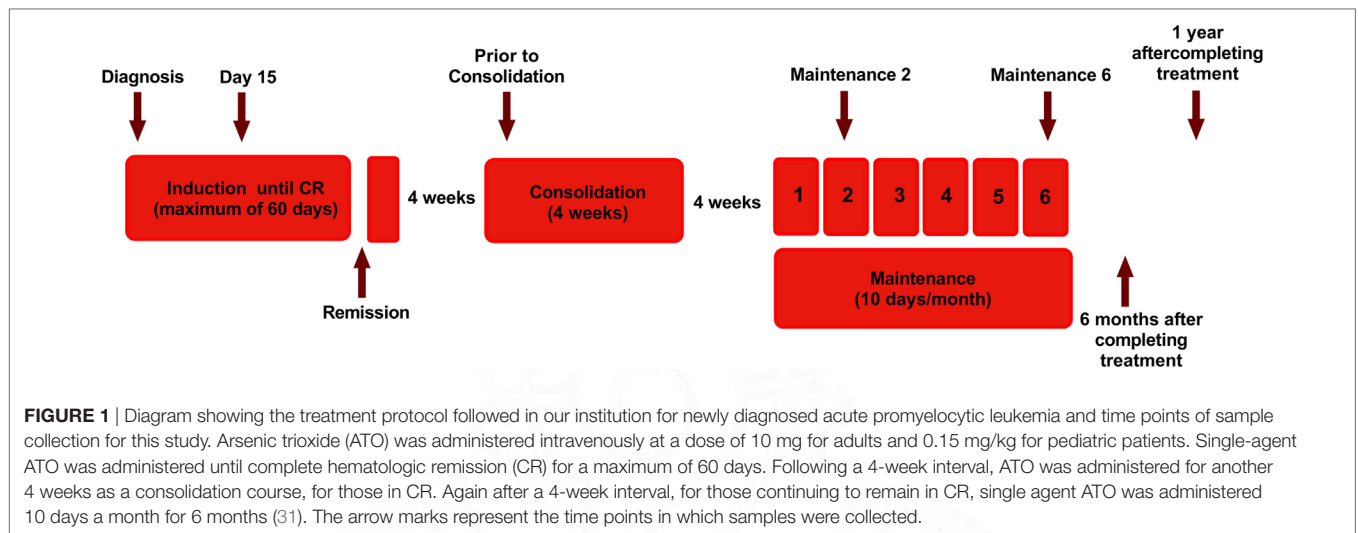 Diagnosis
Day 15
Prior to
Consolidation
Maintenance 2
Maintenance 6
1 year
aftercompleting
treatment
Induction until CR
(maximum of 60 days)
4 weeks
Consolidation
(4 weeks)
4 weeks
1
2
3
4
5
6
Remission
Maintenance
(10 days/month)
6 months after
completing
treatment
FIGURE 1 | Diagram showing the treatment protocol followed in our institution for newly diagnosed acute promyelocytic leukemia and time points of sample
collection for this study. Arsenic trioxide (ATO) was administered intravenously at a dose of 10 mg for adults and 0.15 mg/kg for pediatric patients. Single-agent
ATO was administered until complete hematologic remission (CR) for a maximum of 60 days. Following a 4-week interval, ATO was administered for another
4 weeks as a consolidation course, for those in CR. Again after a 4-week interval, for those continuing to remain in CR, single agent ATO was administered
10 days a month for 6 months (31). The arrow marks represent the time points in which samples were collected.